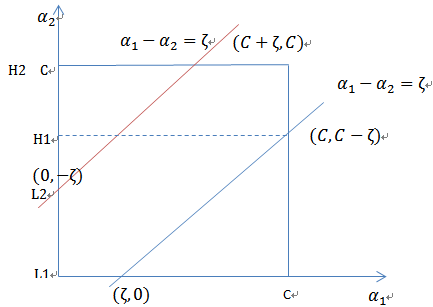 α₂
α₁ − α₂ = ζ
(C + ζ, C)
H2 C
α₁ − α₂ = ζ
H1
(C, C − ζ)
(0, −ζ)
L2
L1
(ζ, 0)
C
α₁